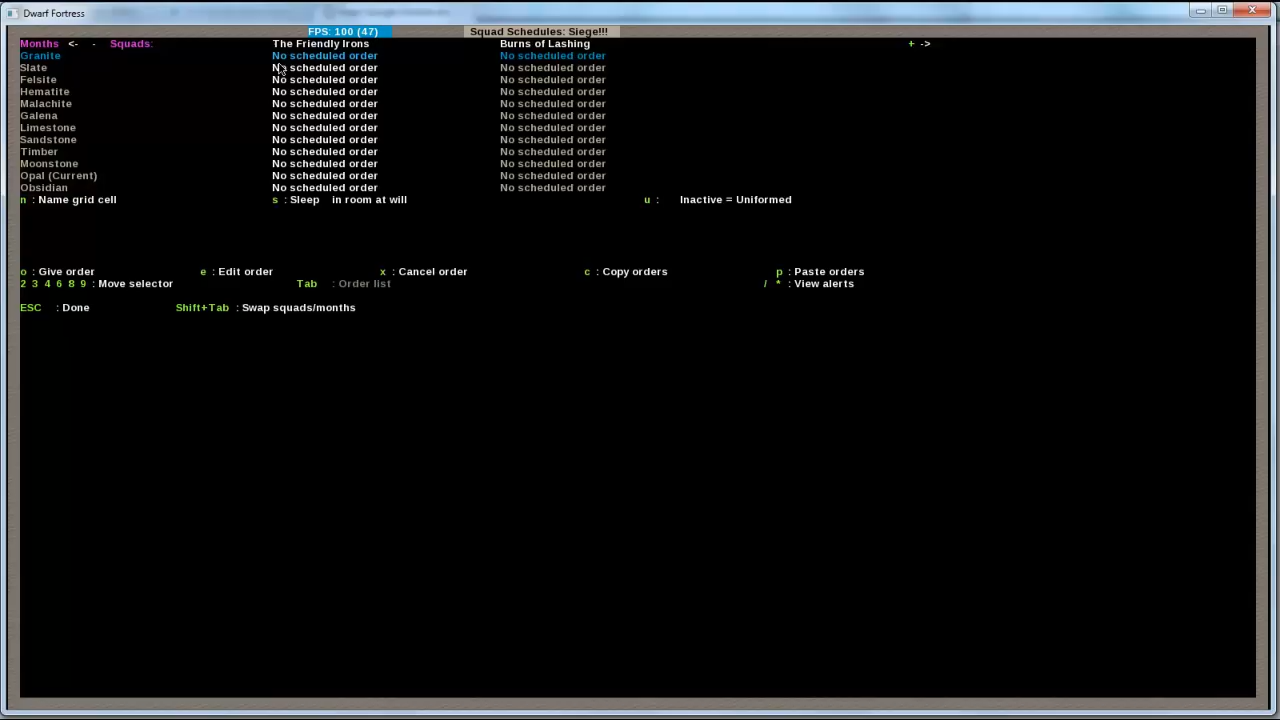 Dwarf Fortress
FPS: 100 (47) Squad Schedules: Siege!!!
Months <- - Squads: The Friendly Irons Burns of Lashing + ->
Granite No scheduled order No scheduled order
Slate No scheduled order No scheduled order
Felsite No scheduled order No scheduled order
Hematite No scheduled order No scheduled order
Malachite No scheduled order No scheduled order
Galena No scheduled order No scheduled order
Limestone No scheduled order No scheduled order
Sandstone No scheduled order No scheduled order
Timber No scheduled order No scheduled order
Moonstone No scheduled order No scheduled order
Opal (Current) No scheduled order No scheduled order
Obsidian No scheduled order No scheduled order
n : Name grid cell s : Sleep in room at will u : Inactive = Uniformed
o : Give order e : Edit order x : Cancel order c : Copy orders p : Paste orders
2 3 4 6 8 9 : Move selector Tab : Order list / * : View alerts
ESC : Done Shift+Tab : Swap squads/months